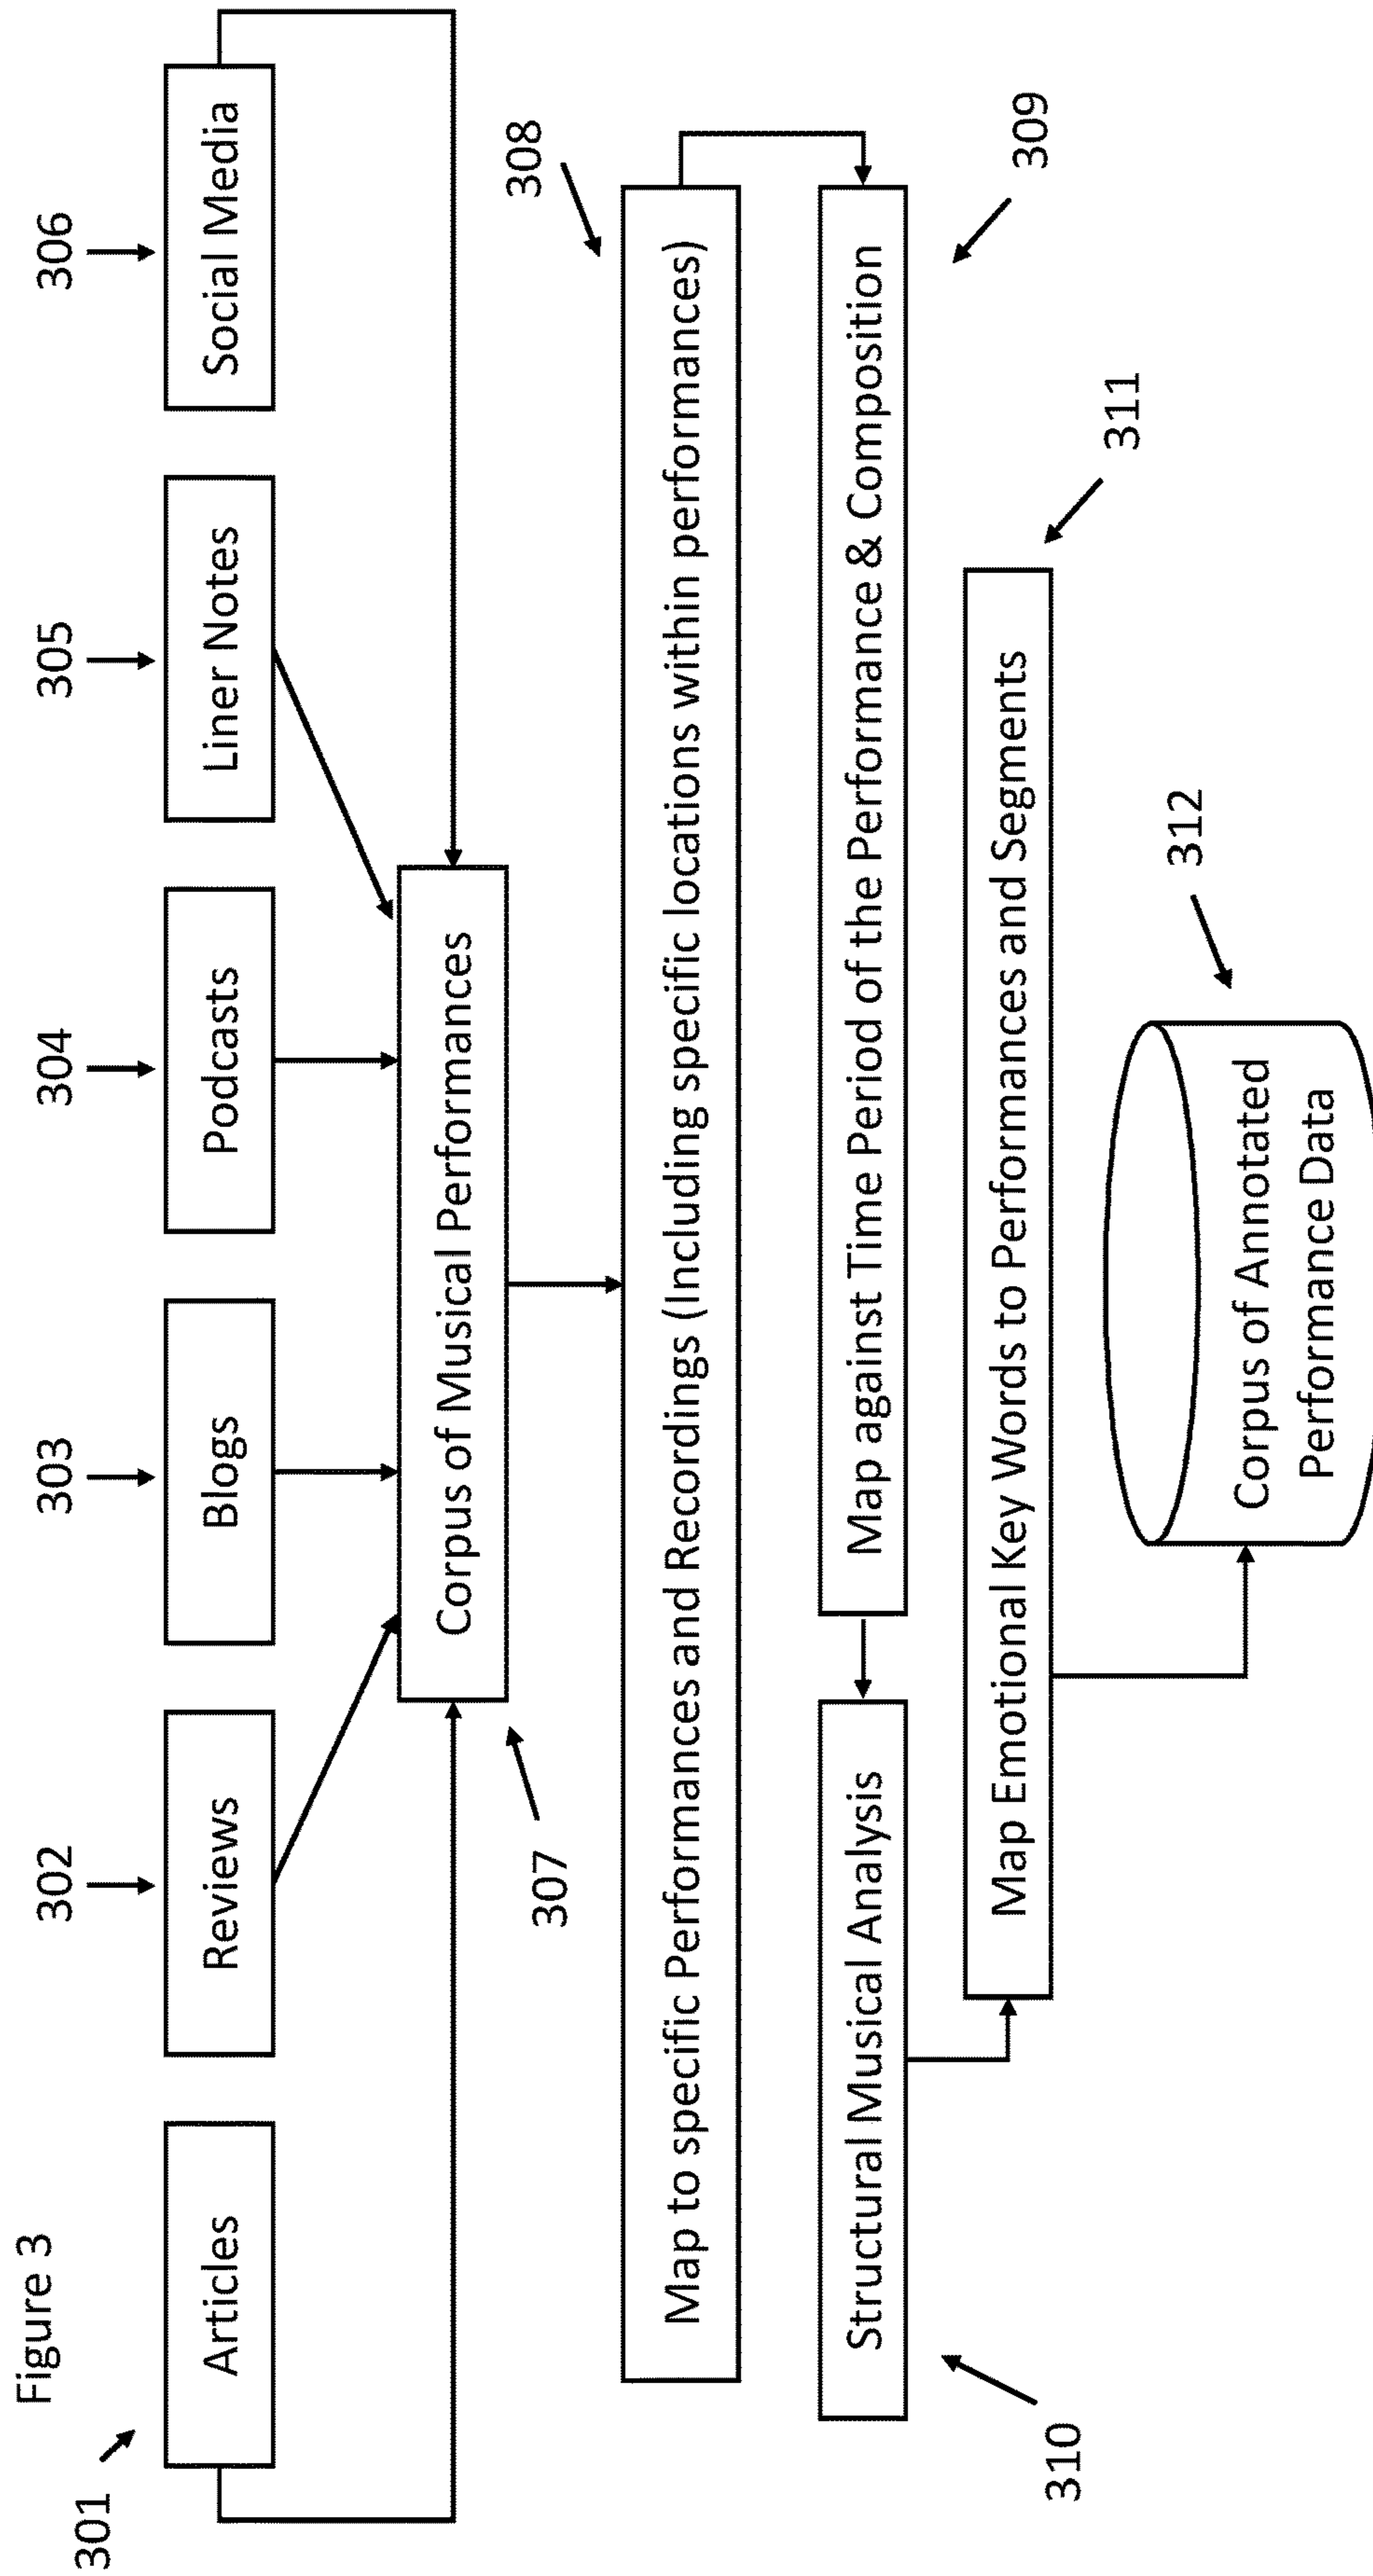 Figure 3
301
302
303
304
305
306
Articles
Reviews
Blogs
Podcasts
Liner Notes
Social Media
Corpus of Musical Performances
307
308
Map to specific Performances and Recordings (Including specific locations within performances)
Structural Musical Analysis
Map against Time Period of the Performance & Composition
309
310
Map Emotional Key Words to Performances and Segments
311
312
Corpus of Annotated
Performance Data